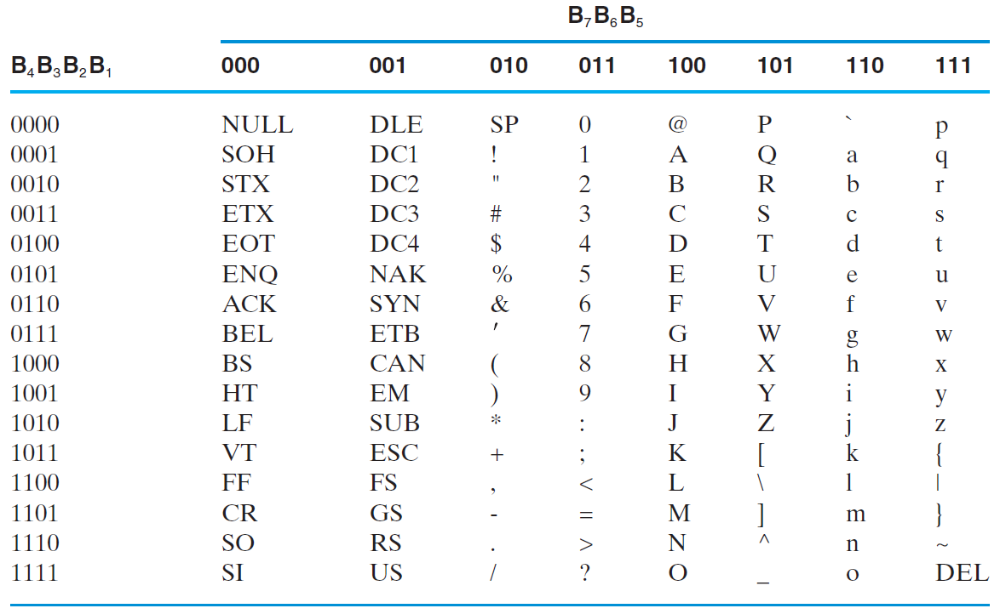 B₇B₆B₅
B₄B₃B₂B₁ 000 001 010 011 100 101 110 111
0000 NULL DLE SP 0 @ P ` p
0001 SOH DC1 ! 1 A Q a q
0010 STX DC2 " 2 B R b r
0011 ETX DC3 # 3 C S c s
0100 EOT DC4 $ 4 D T d t
0101 ENQ NAK % 5 E U e u
0110 ACK SYN & 6 F V f v
0111 BEL ETB ′ 7 G W g w
1000 BS CAN ( 8 H X h x
1001 HT EM ) 9 I Y i y
1010 LF SUB * : J Z j z
1011 VT ESC + ; K [ k {
1100 FF FS , < L \ l |
1101 CR GS - = M ] m }
1110 SO RS . > N ^ n ~
1111 SI US / ? O _ o DEL